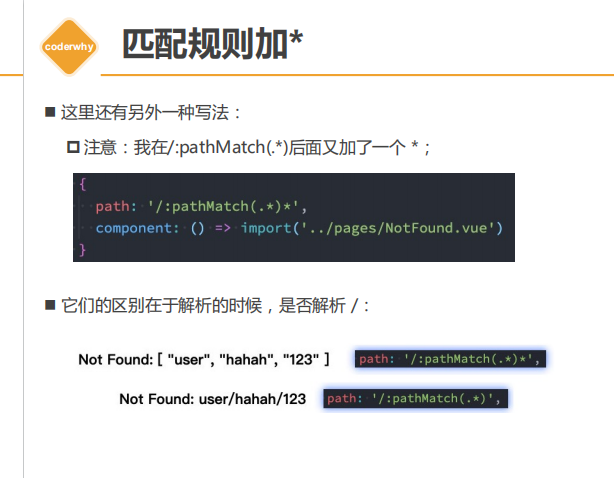 coderwhy
匹配规则加*
这里还有另外一种写法：
注意：我在/:pathMatch(.*)后面又加了一个 *；
{
path: '/:pathMatch(.*)*',
component: () => import('../pages/NotFound.vue')
}
它们的区别在于解析的时候，是否解析 /：
Not Found: [ "user", "hahah", "123" ] path: '/:pathMatch(.*)*',
Not Found: user/hahah/123 path: '/:pathMatch(.*)',